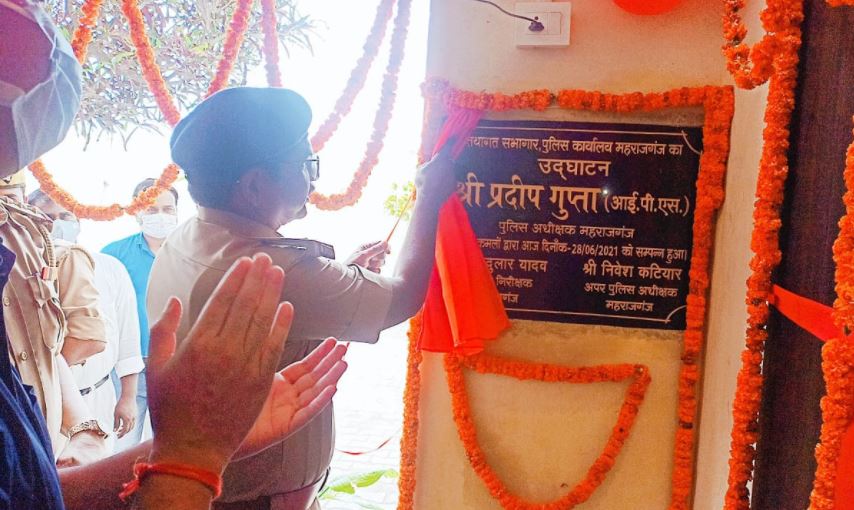 तथागत सभागार,पुलिस कार्यालय महराजगंज का
उद्घाटन
श्री प्रदीप गुप्ता (आई.पी.एस.)
पुलिस अधीक्षक महराजगंज
द्वारा आज दिनाँक-28/06/2021 को सम्पन्न हुआ।
यादव श्री निवेश कटियार
अपर पुलिस अधीक्षक
महराजगंज